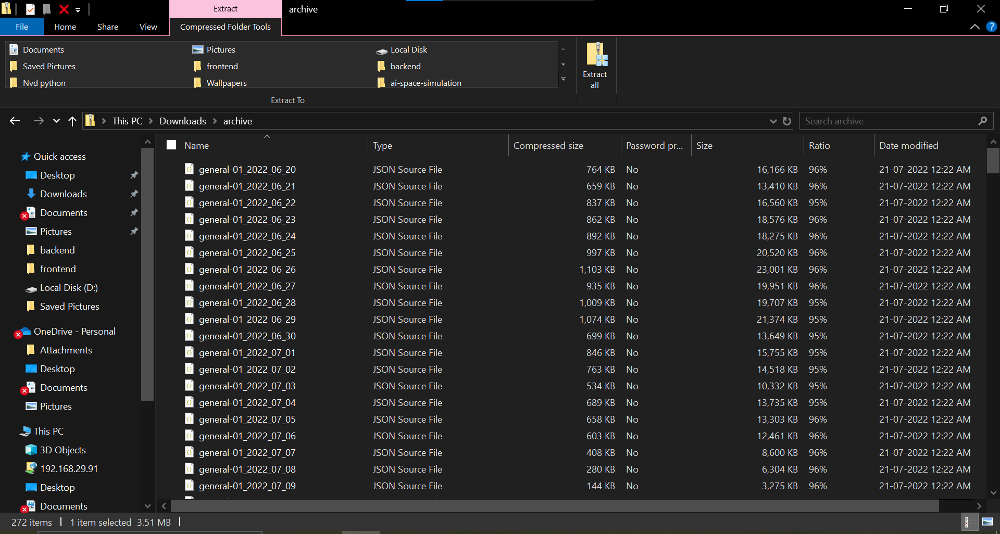 Extract
archive
File
Home
Share
View
Compressed Folder Tools
Documents
Pictures
Local Disk
Saved Pictures
frontend
backend
Nvd python
Wallpapers
ai-space-simulation
Extract all
Extract To
This PC > Downloads > archive
Search archive
Name Type Compressed size Password pr... Size Ratio Date modified
Quick access
Desktop
Downloads
Documents
Pictures
backend
frontend
Local Disk (D:)
Saved Pictures
OneDrive - Personal
Attachments
Desktop
Documents
Pictures
This PC
3D Objects
192.168.29.91
Desktop
Documents
general-01_2022_06_20 JSON Source File 764 KB No 16,166 KB 96% 21-07-2022 12:22 AM
general-01_2022_06_21 JSON Source File 659 KB No 13,410 KB 96% 21-07-2022 12:22 AM
general-01_2022_06_22 JSON Source File 837 KB No 16,560 KB 95% 21-07-2022 12:22 AM
general-01_2022_06_23 JSON Source File 862 KB No 18,576 KB 96% 21-07-2022 12:22 AM
general-01_2022_06_24 JSON Source File 892 KB No 18,275 KB 96% 21-07-2022 12:22 AM
general-01_2022_06_25 JSON Source File 997 KB No 20,520 KB 96% 21-07-2022 12:22 AM
general-01_2022_06_26 JSON Source File 1,103 KB No 23,001 KB 96% 21-07-2022 12:22 AM
general-01_2022_06_27 JSON Source File 935 KB No 19,951 KB 96% 21-07-2022 12:22 AM
general-01_2022_06_28 JSON Source File 1,009 KB No 19,707 KB 95% 21-07-2022 12:22 AM
general-01_2022_06_29 JSON Source File 1,074 KB No 21,374 KB 95% 21-07-2022 12:22 AM
general-01_2022_06_30 JSON Source File 699 KB No 13,649 KB 95% 21-07-2022 12:22 AM
general-01_2022_07_01 JSON Source File 846 KB No 15,755 KB 95% 21-07-2022 12:22 AM
general-01_2022_07_02 JSON Source File 763 KB No 14,518 KB 95% 21-07-2022 12:22 AM
general-01_2022_07_03 JSON Source File 534 KB No 10,332 KB 95% 21-07-2022 12:22 AM
general-01_2022_07_04 JSON Source File 689 KB No 13,735 KB 95% 21-07-2022 12:22 AM
general-01_2022_07_05 JSON Source File 658 KB No 13,303 KB 96% 21-07-2022 12:22 AM
general-01_2022_07_06 JSON Source File 603 KB No 12,461 KB 96% 21-07-2022 12:22 AM
general-01_2022_07_07 JSON Source File 408 KB No 8,600 KB 96% 21-07-2022 12:22 AM
general-01_2022_07_08 JSON Source File 280 KB No 6,304 KB 96% 21-07-2022 12:22 AM
general-01_2022_07_09 JSON Source File 144 KB No 3,275 KB 96% 21-07-2022 12:22 AM
272 items | 1 item selected 3.51 MB |